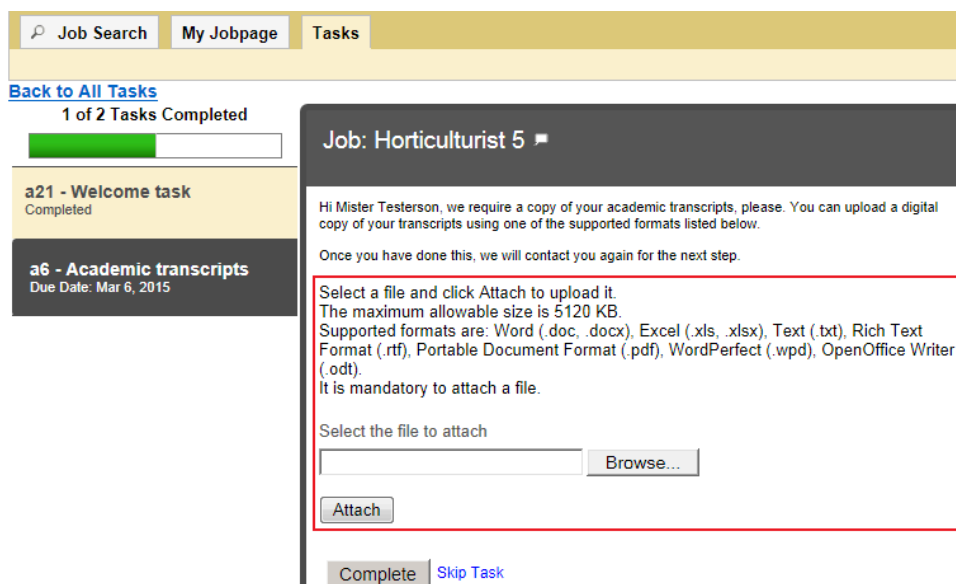 Job Search My Jobpage Tasks
Back to All Tasks
1 of 2 Tasks Completed
a21 - Welcome task
Completed
a6 - Academic transcripts
Due Date: Mar 6, 2015
Job: Horticulturist 5
Hi Mister Testerson, we require a copy of your academic transcripts, please. You can upload a digital
copy of your transcripts using one of the supported formats listed below.
Once you have done this, we will contact you again for the next step.
Select a file and click Attach to upload it.
The maximum allowable size is 5120 KB.
Supported formats are: Word (.doc, .docx), Excel (.xls, .xlsx), Text (.txt), Rich Text
Format (.rtf), Portable Document Format (.pdf), WordPerfect (.wpd), OpenOffice Writer
(.odt).
It is mandatory to attach a file.
Select the file to attach
Browse...
Attach
Complete Skip Task